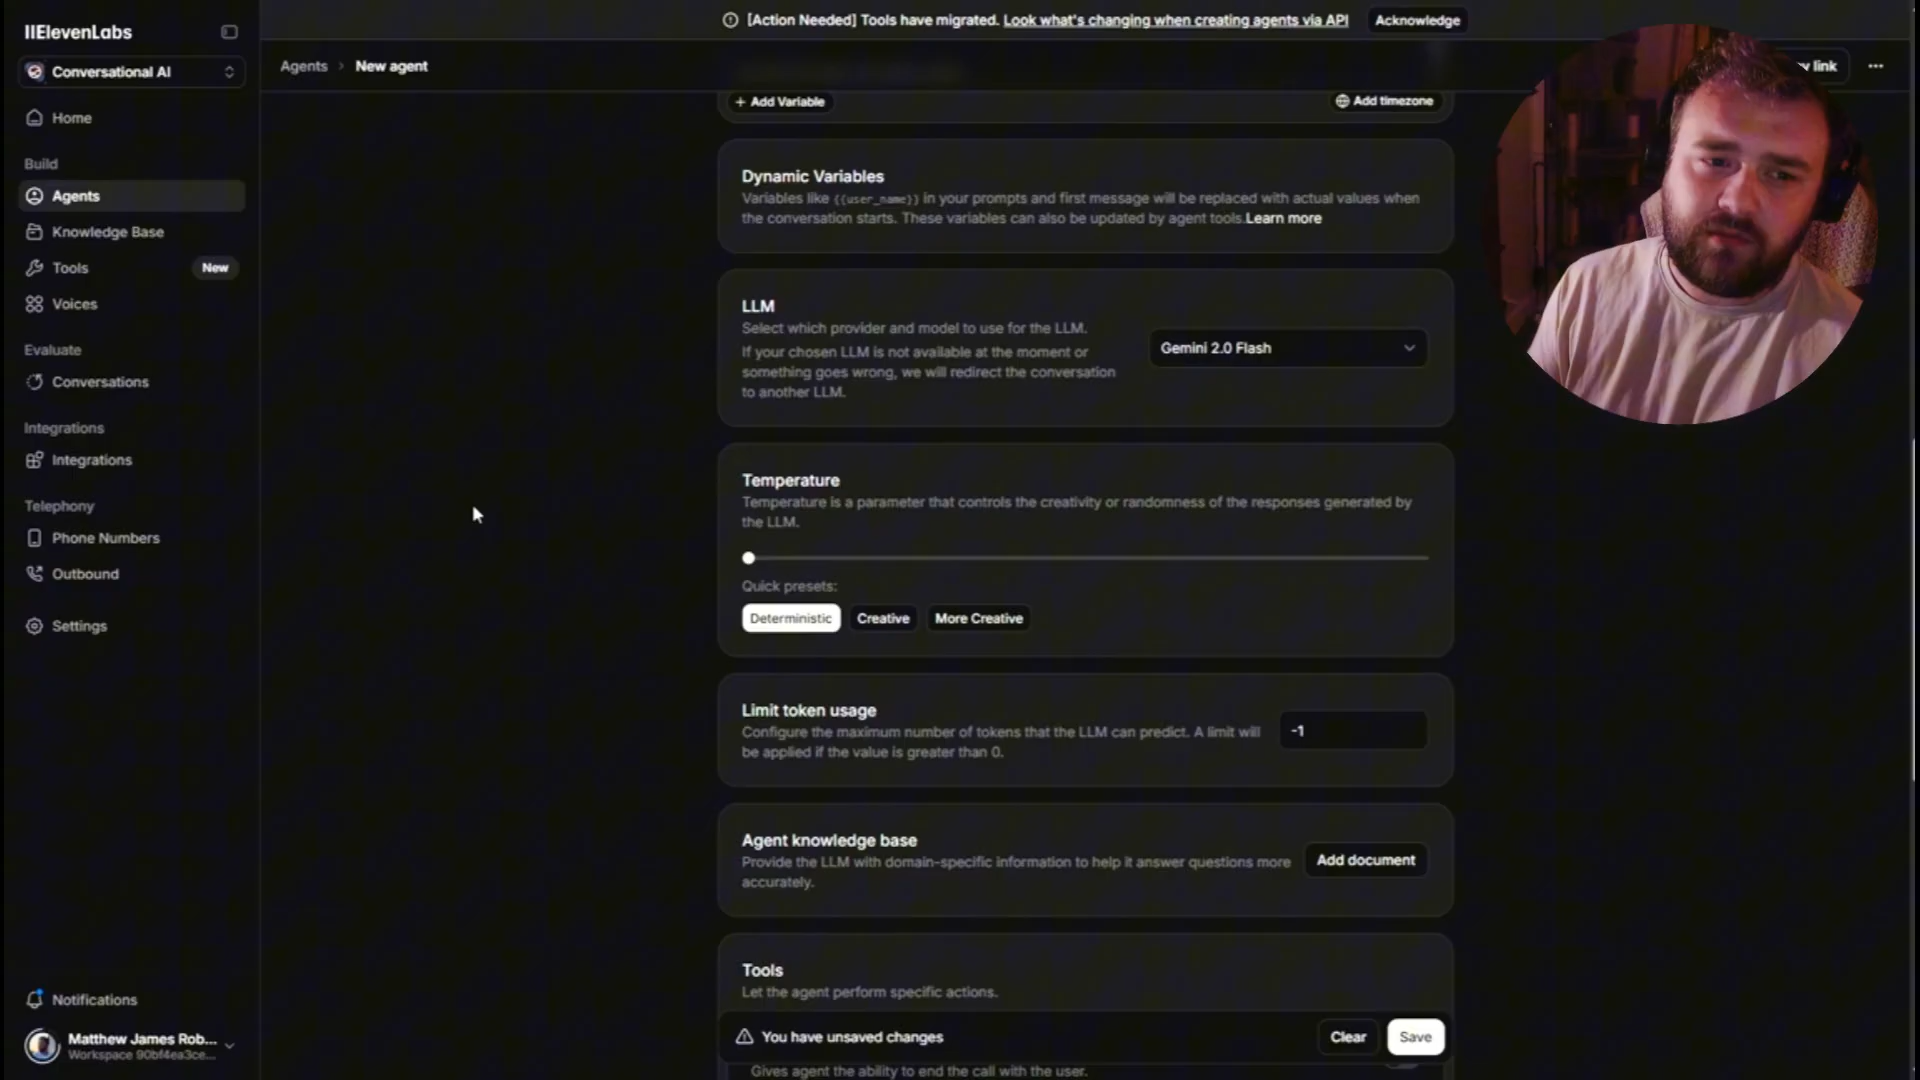 IIElevenLabs
Conversational AI
Home
Build
Agents
Knowledge Base
Tools
New
Voices
Evaluate
Conversations
Integrations
Integrations
Telephony
Phone Numbers
Outbound
Settings
Notifications
Matthew James Rob...
Workspace 90bf4ea3ce...
[Action Needed] Tools have migrated. Look what's changing when creating agents via API
Acknowledge
Agents > New agent
link
+ Add Variable
Add timezone
Dynamic Variables
Variables like {{user_name}} in your prompts and first message will be replaced with actual values when
the conversation starts. These variables can also be updated by agent tools.Learn more
LLM
Select which provider and model to use for the LLM.
If your chosen LLM is not available at the moment or
something goes wrong, we will redirect the conversation
to another LLM.
Gemini 2.0 Flash
Temperature
Temperature is a parameter that controls the creativity or randomness of the responses generated by
the LLM.
Quick presets:
Deterministic
Creative
More Creative
Limit token usage
Configure the maximum number of tokens that the LLM can predict. A limit will
be applied if the value is greater than 0.
-1
Agent knowledge base
Provide the LLM with domain-specific information to help it answer questions more
accurately.
Add document
Tools
Let the agent perform specific actions.
You have unsaved changes
Clear
Save
Gives agent the ability to end the call with the user.